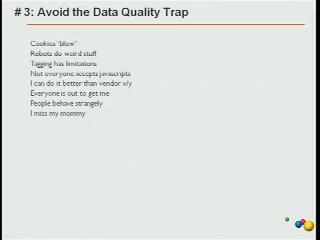 # 3: Avoid the Data Quality Trap
Cookies "blow"
Robots do weird stuff
Tagging has limitations
Not everyone accepts javascripts
I can do it better than vendor x/y
Everyone is out to get me
People behave strangely
I miss my mommy